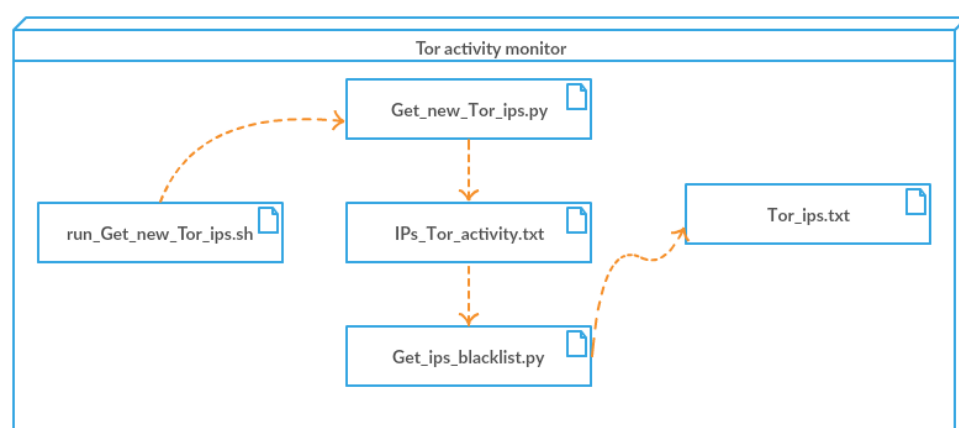 Tor activity monitor
Get_new_Tor_ips.py
run_Get_new_Tor_ips.sh
IPs_Tor_activity.txt
Tor_ips.txt
Get_ips_blacklist.py